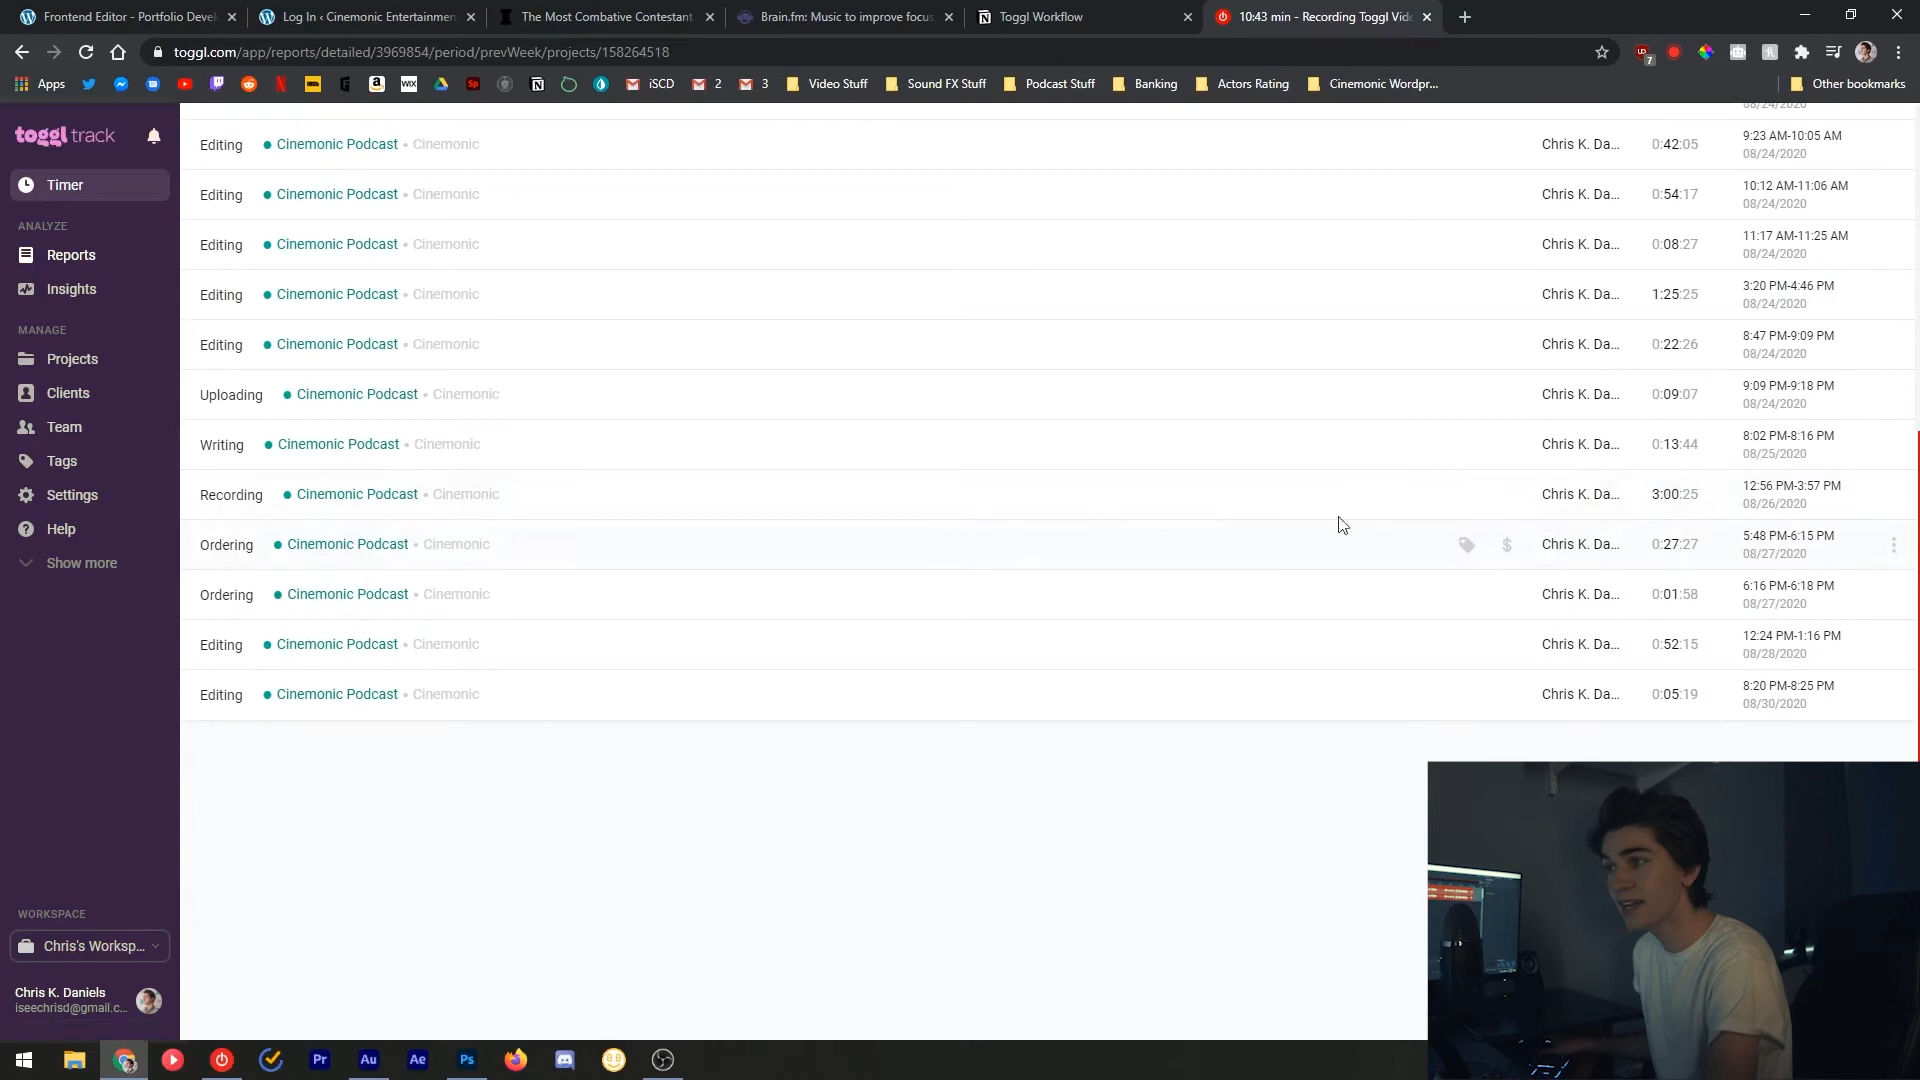 Frontend Editor - Portfolio Devel
Log In ‹ Cinemonic Entertainmen
The Most Combative Contestant
Brain.fm: Music to improve focus,
Toggl Workflow
10:43 min - Recording Toggl Vide
toggl.com/app/reports/detailed/3969854/period/prevWeek/projects/158264518
7
Apps
iSCD
2
3
Video Stuff
Sound FX Stuff
Podcast Stuff
Banking
Actors Rating
Cinemonic Wordpr...
Other bookmarks
toggl track
Timer
ANALYZE
Reports
Insights
MANAGE
Projects
Clients
Team
Tags
Settings
Help
Show more
WORKSPACE
Chris's Worksp...
Chris K. Daniels
iseechrisd@gmail.c...
08/24/2020
Editing Cinemonic Podcast • Cinemonic Chris K. Da... 0:42:05 9:23 AM-10:05 AM
08/24/2020
Editing Cinemonic Podcast • Cinemonic Chris K. Da... 0:54:17 10:12 AM-11:06 AM
08/24/2020
Editing Cinemonic Podcast • Cinemonic Chris K. Da... 0:08:27 11:17 AM-11:25 AM
08/24/2020
Editing Cinemonic Podcast • Cinemonic Chris K. Da... 1:25:25 3:20 PM-4:46 PM
08/24/2020
Editing Cinemonic Podcast • Cinemonic Chris K. Da... 0:22:26 8:47 PM-9:09 PM
08/24/2020
Uploading Cinemonic Podcast • Cinemonic Chris K. Da... 0:09:07 9:09 PM-9:18 PM
08/24/2020
Writing Cinemonic Podcast • Cinemonic Chris K. Da... 0:13:44 8:02 PM-8:16 PM
08/25/2020
Recording Cinemonic Podcast • Cinemonic Chris K. Da... 3:00:25 12:56 PM-3:57 PM
08/26/2020
Ordering Cinemonic Podcast • Cinemonic $ Chris K. Da... 0:27:27 5:48 PM-6:15 PM
08/27/2020
Ordering Cinemonic Podcast • Cinemonic Chris K. Da... 0:01:58 6:16 PM-6:18 PM
08/27/2020
Editing Cinemonic Podcast • Cinemonic Chris K. Da... 0:52:15 12:24 PM-1:16 PM
08/28/2020
Editing Cinemonic Podcast • Cinemonic Chris K. Da... 0:05:19 8:20 PM-8:25 PM
08/30/2020
Pr
Au
Ae
Ps